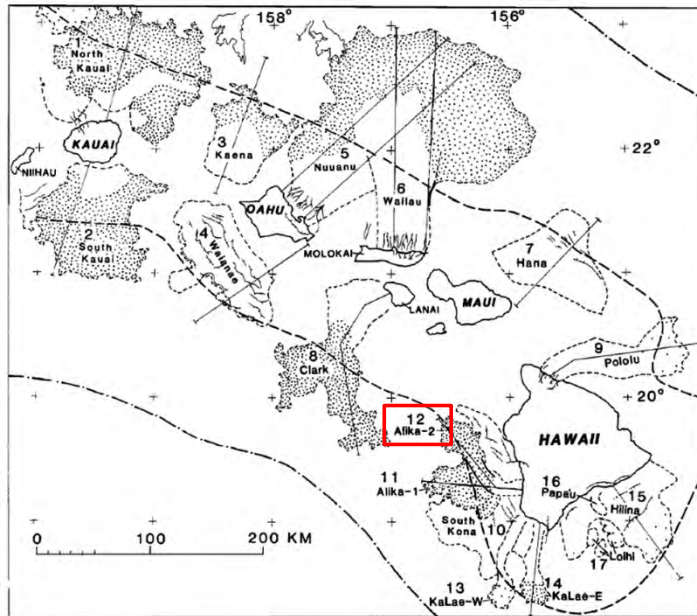 158°
156°
1
North
Kauai
KAUAI
NIIHAU
3
Kaena
5
Nuuanu
22°
6
Wailau
2
South
Kauai
OAHU
4
Waianae
MOLOKAI
7
Hana
LANAI
MAUI
8
Clark
9
Pololu
20°
12
Alika-2
HAWAII
11
Alika-1
16
Papa'u
15
Hilina
South
Kona
10
Loihi
17
0 100 200 KM
13
KaLae-W
14
KaLae-E